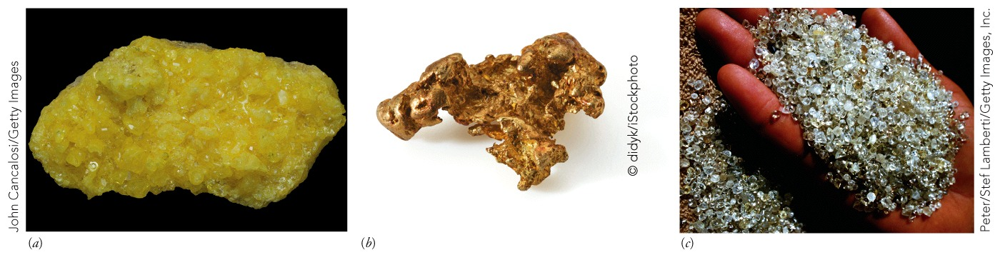 John Cancalosi/Getty Images
(a)
(b)
© didyk/iStockphoto
(c)
Peter/Stef Lamberti/Getty Images, Inc.